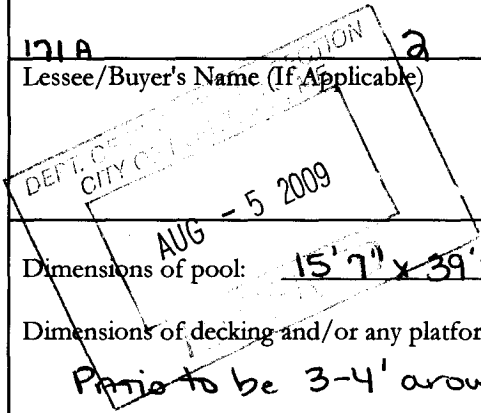 171A 2
Lessee/Buyer's Name (If Applicable)
DEPT. OF
CITY OF
AUG - 5 2009
Dimensions of pool: 15'7" x 39'
Dimensions of decking and/or any platfor
Patio to be 3-4' arou